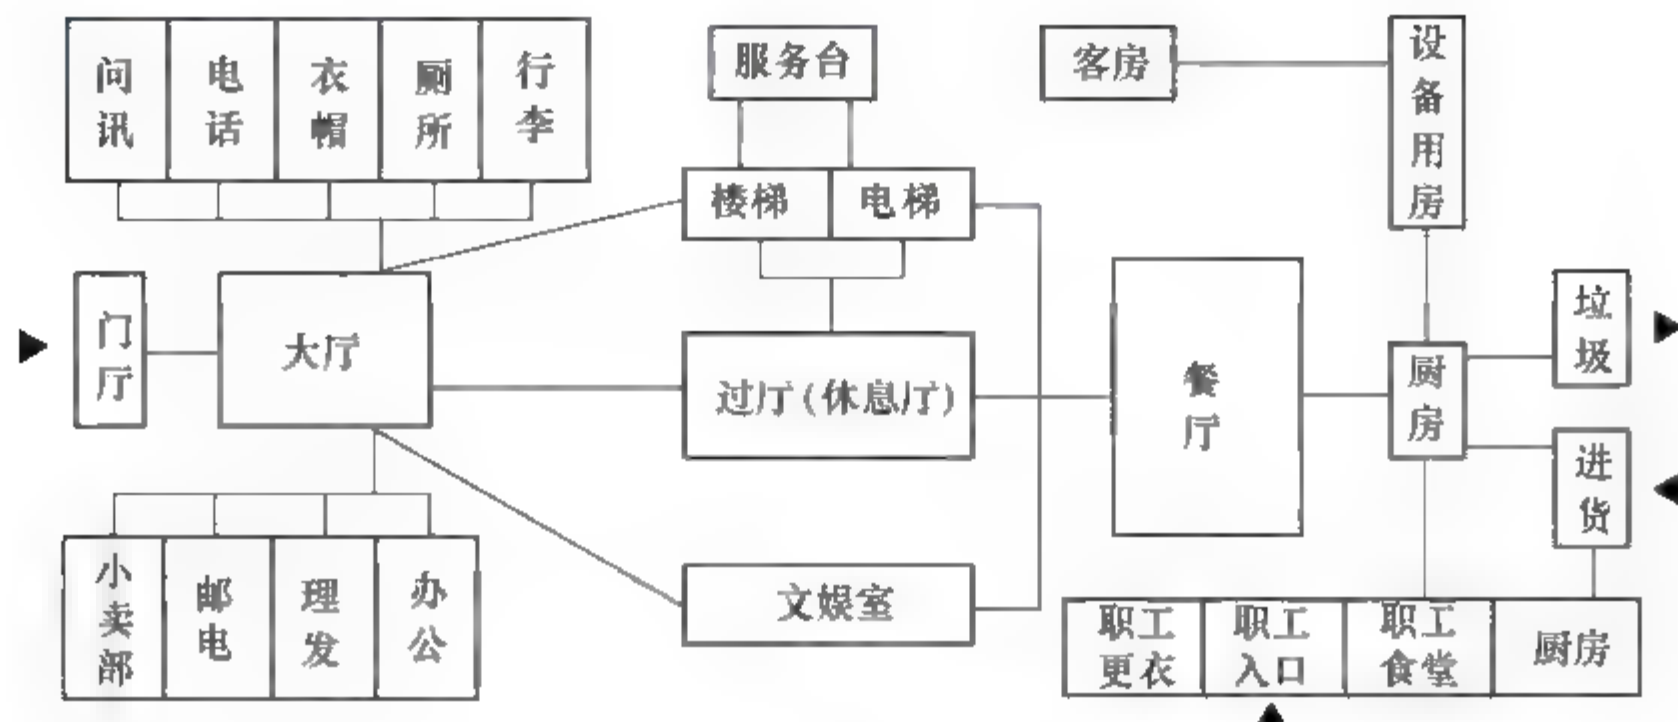 问讯
电话
衣帽
厕所
行李
服务台
客房
设备用房
楼梯
电梯
门厅
大厅
过厅(休息厅)
餐厅
厨房
垃圾
进货
文娱室
小卖部
邮电
理发
办公
职工
更衣
职工
入口
职工
食堂
厨房